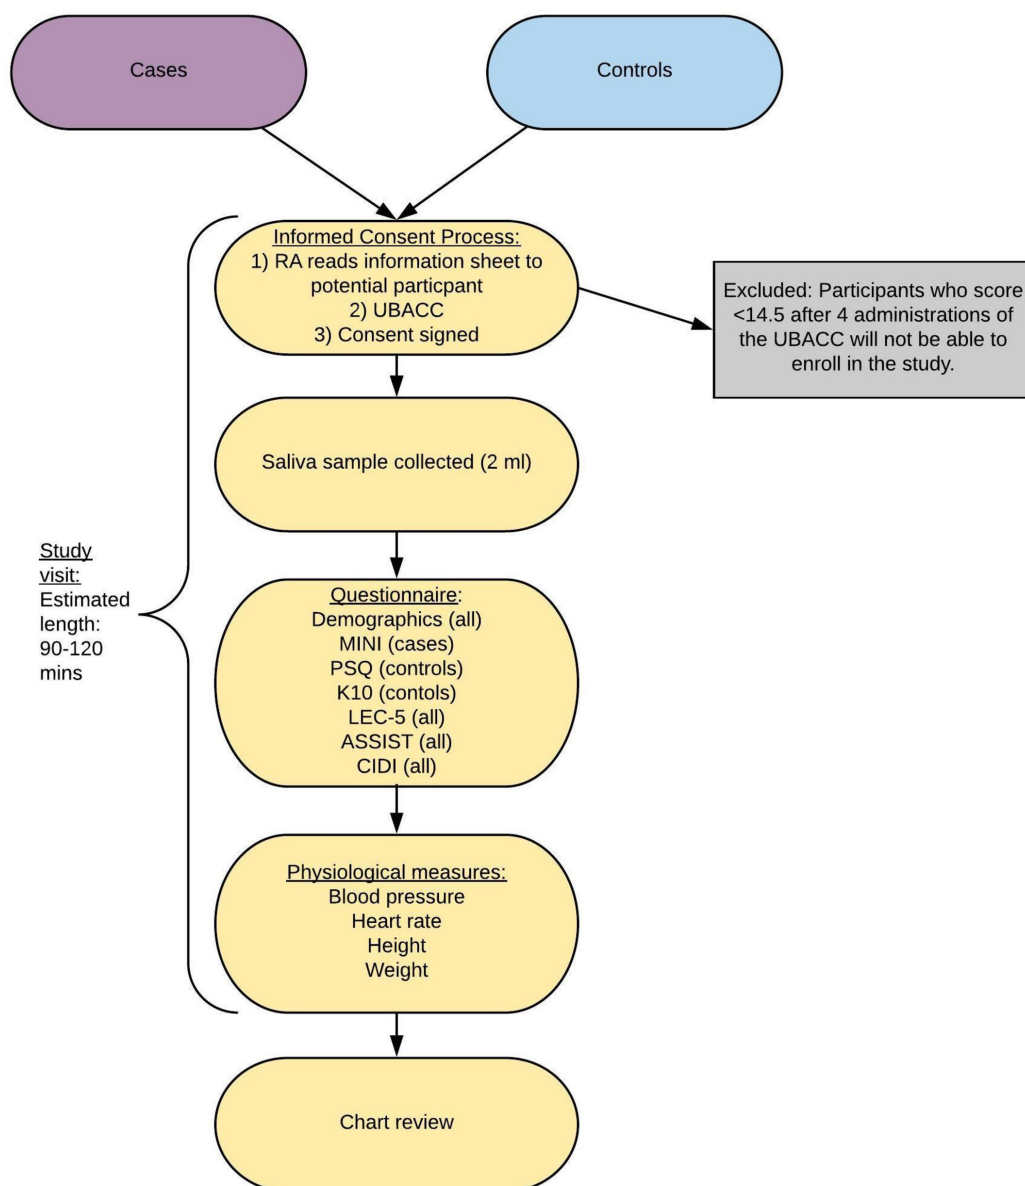 Cases
Controls
Informed Consent Process:
1) RA reads information sheet to
potential particpant
2) UBACC
3) Consent signed
Excluded: Participants who score
<14.5 after 4 administrations of
the UBACC will not be able to
enroll in the study.
Saliva sample collected (2 ml)
Study
visit:
Estimated
length:
90-120
mins
Questionnaire:
Demographics (all)
MINI (cases)
PSQ (controls)
K10 (contols)
LEC-5 (all)
ASSIST (all)
CIDI (all)
Physiological measures:
Blood pressure
Heart rate
Height
Weight
Chart review